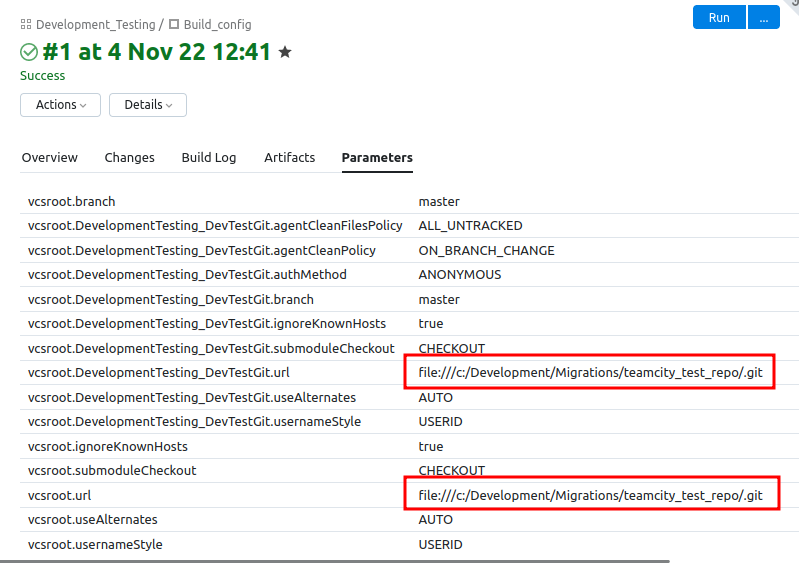 Development_Testing / Build_config
Run ...
#1 at 4 Nov 22 12:41
Success
Actions Details
Overview Changes Build Log Artifacts Parameters
vcsroot.branch master
vcsroot.DevelopmentTesting_DevTestGit.agentCleanFilesPolicy ALL_UNTRACKED
vcsroot.DevelopmentTesting_DevTestGit.agentCleanPolicy ON_BRANCH_CHANGE
vcsroot.DevelopmentTesting_DevTestGit.authMethod ANONYMOUS
vcsroot.DevelopmentTesting_DevTestGit.branch master
vcsroot.DevelopmentTesting_DevTestGit.ignoreKnownHosts true
vcsroot.DevelopmentTesting_DevTestGit.submoduleCheckout CHECKOUT
vcsroot.DevelopmentTesting_DevTestGit.url file:///c:/Development/Migrations/teamcity_test_repo/.git
vcsroot.DevelopmentTesting_DevTestGit.useAlternates AUTO
vcsroot.DevelopmentTesting_DevTestGit.usernameStyle USERID
vcsroot.ignoreKnownHosts true
vcsroot.submoduleCheckout CHECKOUT
vcsroot.url file:///c:/Development/Migrations/teamcity_test_repo/.git
vcsroot.useAlternates AUTO
vcsroot.usernameStyle USERID